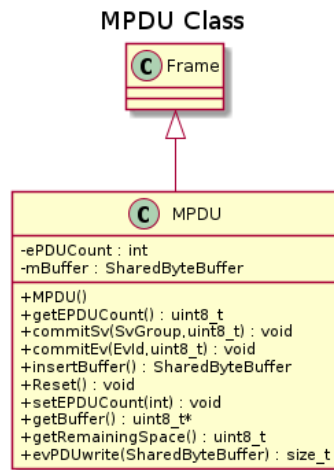 MPDU Class
C Frame
C MPDU
-ePDUCount : int
-mBuffer : SharedByteBuffer
+MPDU()
+getEPDUCount() : uint8_t
+commitSv(SvGroup,uint8_t) : void
+commitEv(EvId,uint8_t) : void
+insertBuffer() : SharedByteBuffer
+Reset() : void
+setEPDUCount(int) : void
+getBuffer() : uint8_t*
+getRemainingSpace() : uint8_t
+evPDUwrite(SharedByteBuffer) : size_t